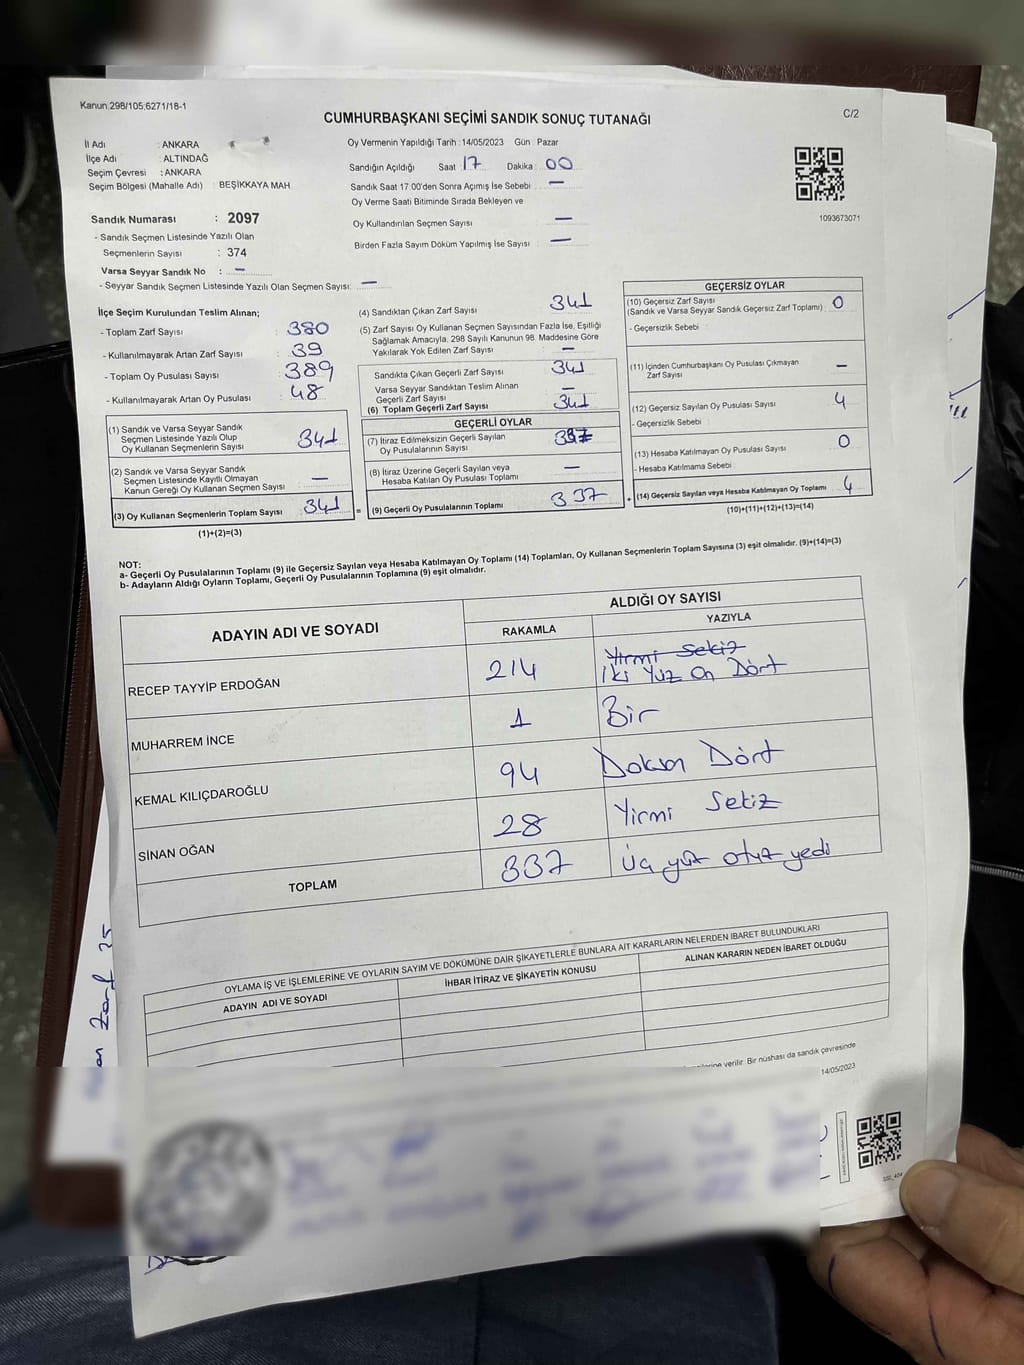 Kanun:298/105;6271/18-1
CUMHURBAŞKANI SEÇİMİ SANDIK SONUÇ TUTANAĞI
C/2
İl Adı : ANKARA
İlçe Adı : ALTINDAĞ
Seçim Çevresi : ANKARA
Seçim Bölgesi (Mahalle Adı) : BEŞİKKAYA MAH.
Sandık Numarası : 2097
- Sandık Seçmen Listesinde Yazılı Olan
Seçmenlerin Sayısı : 374
Varsa Seyyar Sandık No : –
- Seyyar Sandık Seçmen Listesinde Yazılı Olan Seçmen Sayısı: –
Oy Vermenin Yapıldığı Tarih : 14/05/2023 Gün : Pazar
Sandığın Açıldığı Saat : 17 Dakika : 00
Sandık Saat 17:00'den Sonra Açımış İse Sebebi : –
Oy Verme Saati Bitiminde Sırada Bekleyen ve
Oy Kullandırılan Seçmen Sayısı : –
Birden Fazla Sayım Döküm Yapılmış İse Sayısı : –
1093673071
İlçe Seçim Kurulundan Teslim Alınan;
- Toplam Zarf Sayısı : 380
- Kullanılmayarak Artan Zarf Sayısı : 39
- Toplam Oy Pusulası Sayısı : 389
- Kullanılmayarak Artan Oy Pusulası : 48
(1) Sandık ve Varsa Seyyar Sandık
Seçmen Listesinde Yazılı Olup
Oy Kullanan Seçmenlerin Sayısı : 341
(2) Sandık ve Varsa Seyyar Sandık
Seçmen Listesinde Kayıtlı Olmayan
Kanun Gereği Oy Kullanan Seçmen Sayısı : –
(3) Oy Kullanan Seçmenlerin Toplam Sayısı : 341
(1)+(2)=(3)
(4) Sandıktan Çıkan Zarf Sayısı : 341
(5) Zarf Sayısı Oy Kullanan Seçmen Sayısından Fazla İse, Eşitliği
Sağlamak Amacıyla, 298 Sayılı Kanunun 98. Maddesine Göre
Yakılarak Yok Edilen Zarf Sayısı : –
Sandıkta Çıkan Geçerli Zarf Sayısı : 341
Varsa Seyyar Sandıktan Teslim Alınan
Geçerli Zarf Sayısı : –
(6) Toplam Geçerli Zarf Sayısı : 341
GEÇERLİ OYLAR
(7) İtiraz Edilmeksizin Geçerli Sayılan
Oy Pusulalarının Sayısı : 337
(8) İtiraz Üzerine Geçerli Sayılan veya
Hesaba Katılan Oy Pusulası Toplamı : –
= (9) Geçerli Oy Pusulalarının Toplamı : 337
GEÇERSİZ OYLAR
(10) Geçersiz Zarf Sayısı
(Sandık ve Varsa Seyyar Sandık Geçersiz Zarf Toplamı) : 0
- Geçersizlik Sebebi :
(11) İçinden Cumhurbaşkanı Oy Pusulası Çıkmayan
Zarf Sayısı : –
(12) Geçersiz Sayılan Oy Pusulası Sayısı : 4
- Geçersizlik Sebebi :
(13) Hesaba Katılmayan Oy Pusulası Sayısı : 0
- Hesaba Katılmama Sebebi :
+ (14) Geçersiz Sayılan veya Hesaba Katılmayan Oy Toplamı : 4
(10)+(11)+(12)+(13)=(14)
NOT:
a- Geçerli Oy Pusulalarının Toplamı (9) ile Geçersiz Sayılan veya Hesaba Katılmayan Oy Toplamı (14) Toplamları, Oy Kullanan Seçmenlerin Toplam Sayısına (3) eşit olmalıdır. (9)+(14)=(3)
b- Adayların Aldığı Oyların Toplamı, Geçerli Oy Pusulalarının Toplamına (9) eşit olmalıdır.
ADAYIN ADI VE SOYADI
ALDIĞI OY SAYISI
RAKAMLA YAZIYLA
Yirmi Sekiz
RECEP TAYYİP ERDOĞAN 214 İki Yüz On Dört
MUHARREM İNCE 1 Bir
KEMAL KILIÇDAROĞLU 94 Doksan Dört
SİNAN OĞAN 28 Yirmi Sekiz
TOPLAM 337 Üç yüz otuz yedi
OYLAMA İŞ VE İŞLEMLERİNE VE OYLARIN SAYIM VE DÖKÜMÜNE DAİR ŞİKAYETLERLE BUNLARA AİT KARARLARIN NELERDEN İBARET BULUNDUKLARI
ADAYIN ADI VE SOYADI İHBAR İTİRAZ VE ŞİKAYETİN KONUSU ALINAN KARARIN NEDEN İBARET OLDUĞU
verilir. Bir nüshası da sandık çevresinde
14/05/2023
Zarf 35